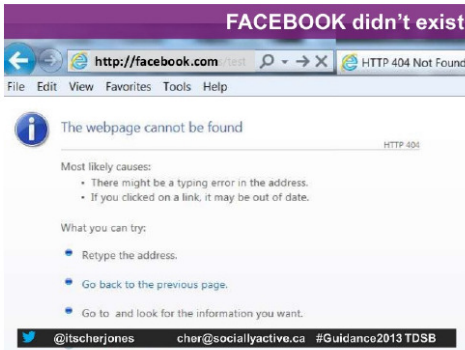 FACEBOOK didn't exist
http://facebook.com/test
HTTP 404 Not Found
File Edit View Favorites Tools Help
The webpage cannot be found
HTTP 404
Most likely causes:
• There might be a typing error in the address.
• If you clicked on a link, it may be out of date.
What you can try:
Retype the address.
Go back to the previous page.
Go to and look for the information you want.
@itscherjones cher@sociallyactive.ca #Guidance2013 TDSB